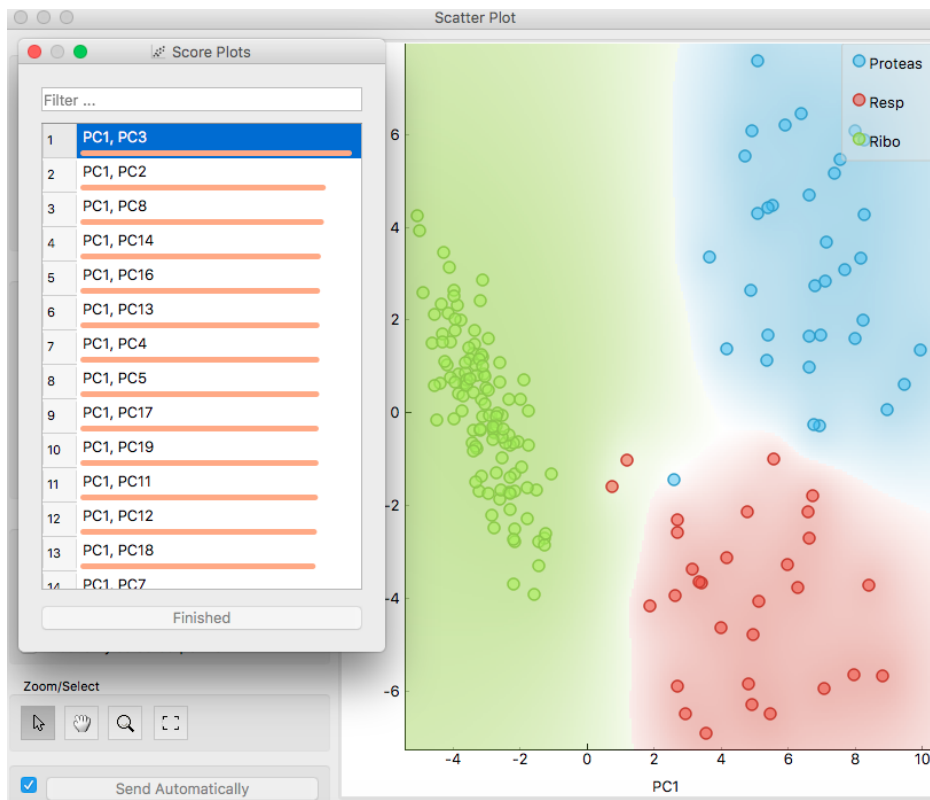 Scatter Plot
Score Plots
Filter ...
1 PC1, PC3
2 PC1, PC2
3 PC1, PC8
4 PC1, PC14
5 PC1, PC16
6 PC1, PC13
7 PC1, PC4
8 PC1, PC5
9 PC1, PC17
10 PC1, PC19
11 PC1, PC11
12 PC1, PC12
13 PC1, PC18
14 PC1, PC7
Finished
Zoom/Select
Send Automatically
Proteas
Resp
Ribo
6
4
2
0
-2
-4
-6
-4 -2 0 2 4 6 8 10
PC1